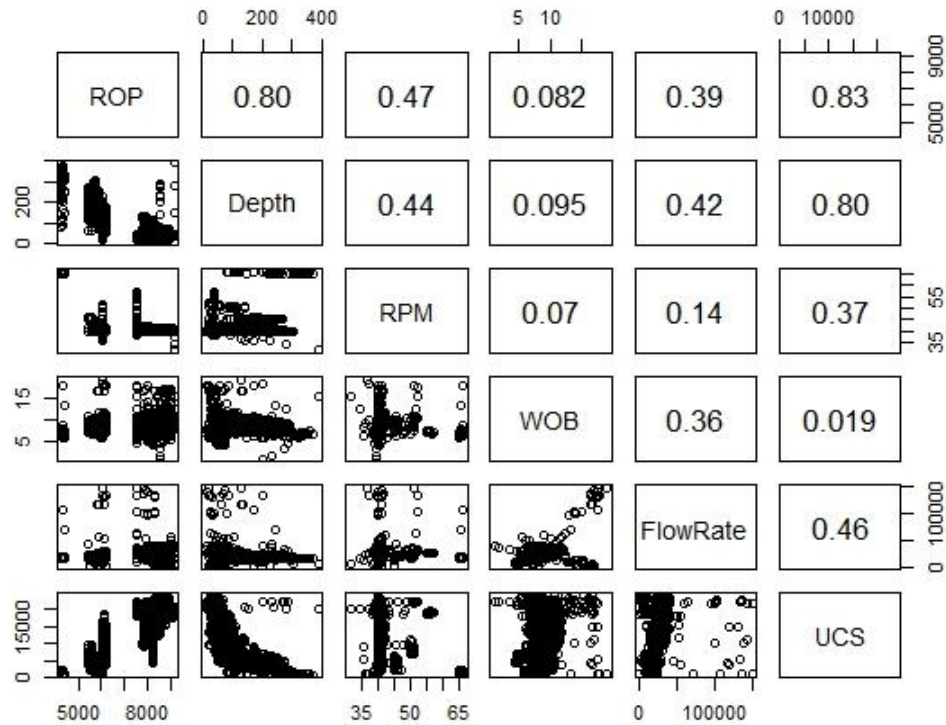 0 200 400 5 10 0 10000
ROP 0.80 0.47 0.082 0.39 0.83 5000 9000
0 200 Depth 0.44 0.095 0.42 0.80
RPM 0.07 0.14 0.37 35 55
5 15 WOB 0.36 0.019
FlowRate 0.46 0 100000
0 15000 UCS
5000 8000 35 50 65 0 100000